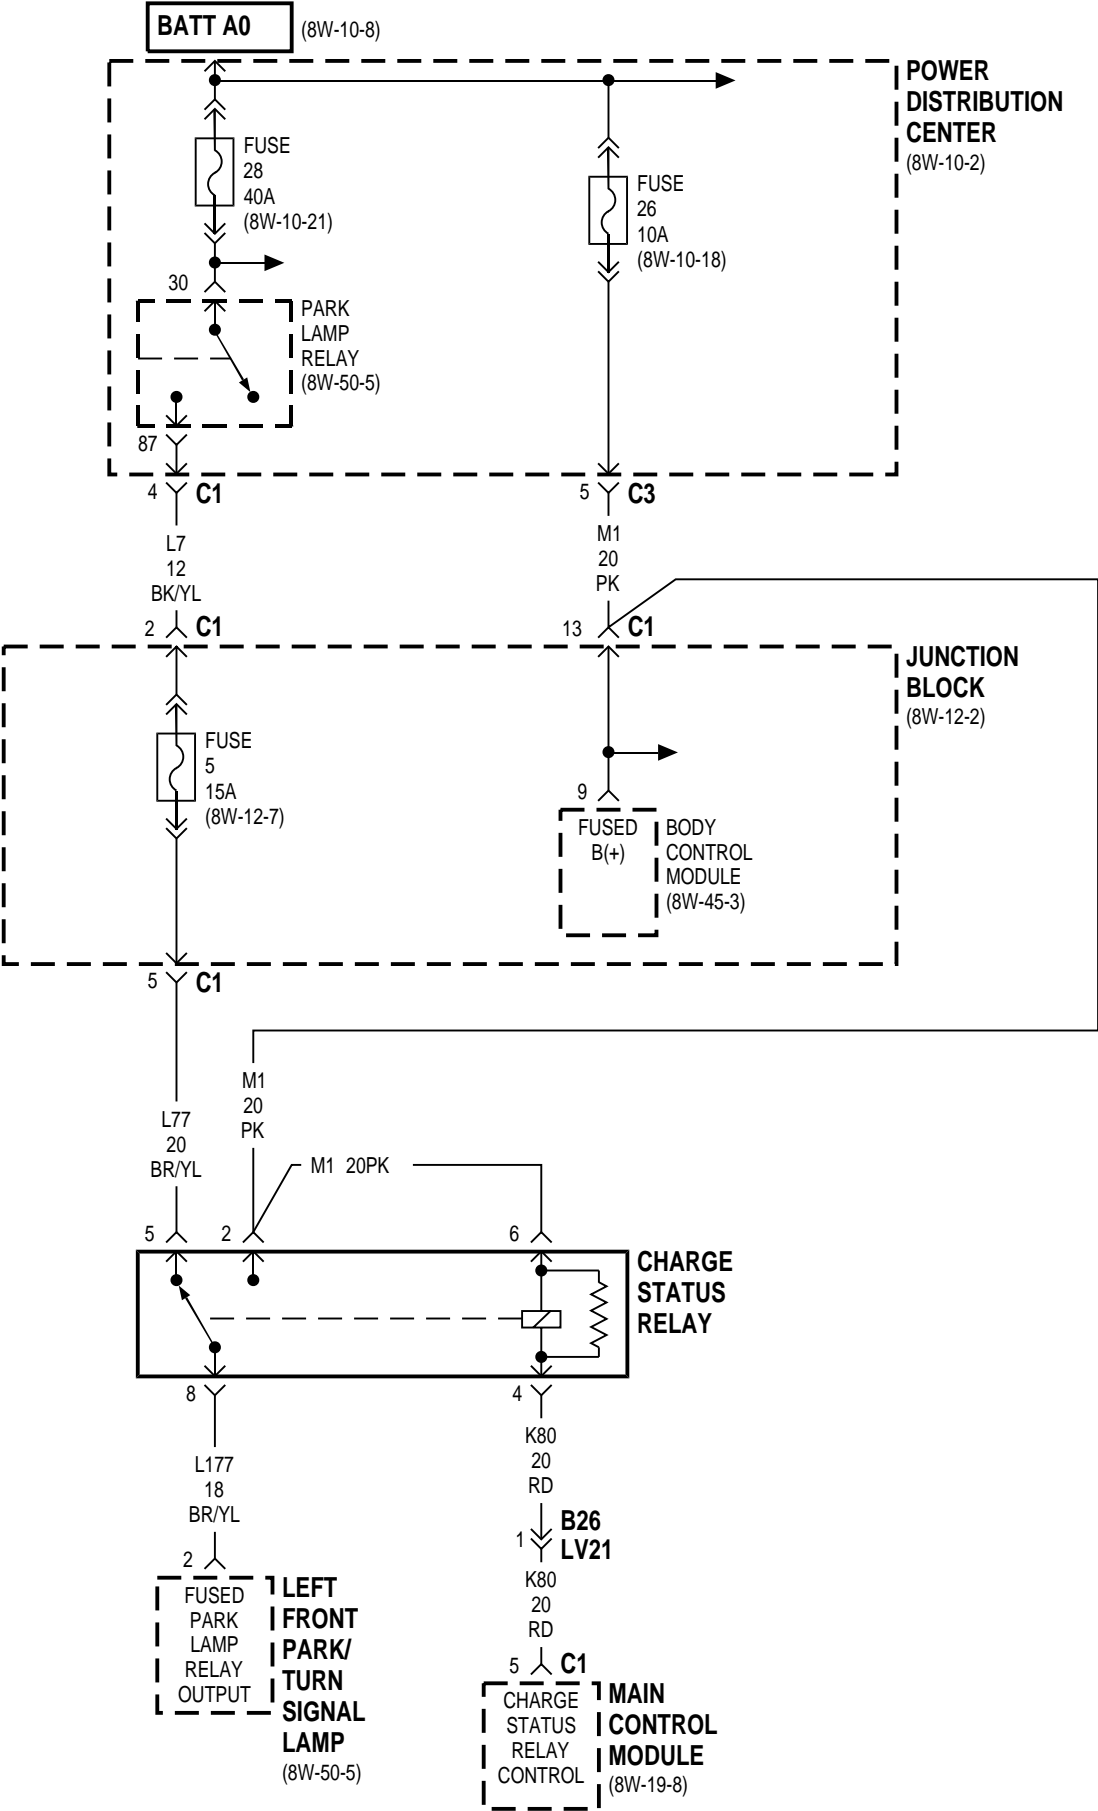 BATT A0
(8W-10-8)
POWER
DISTRIBUTION
CENTER
(8W-10-2)
FUSE
28
40A
(8W-10-21)
FUSE
26
10A
(8W-10-18)
30
PARK
LAMP
RELAY
(8W-50-5)
87
4
C1
5
C3
L7
12
BK/YL
M1
20
PK
2
C1
13
C1
JUNCTION
BLOCK
(8W-12-2)
FUSE
5
15A
(8W-12-7)
9
FUSED
B(+)
BODY
CONTROL
MODULE
(8W-45-3)
5
C1
M1
20
PK
L77
20
BR/YL
M1 20PK
5
2
6
CHARGE
STATUS
RELAY
8
4
L177
18
BR/YL
K80
20
RD
1
B26
LV21
K80
20
RD
2
FUSED
PARK
LAMP
RELAY
OUTPUT
LEFT
FRONT
PARK/
TURN
SIGNAL
LAMP
(8W-50-5)
5
C1
CHARGE
STATUS
RELAY
CONTROL
MAIN
CONTROL
MODULE
(8W-19-8)